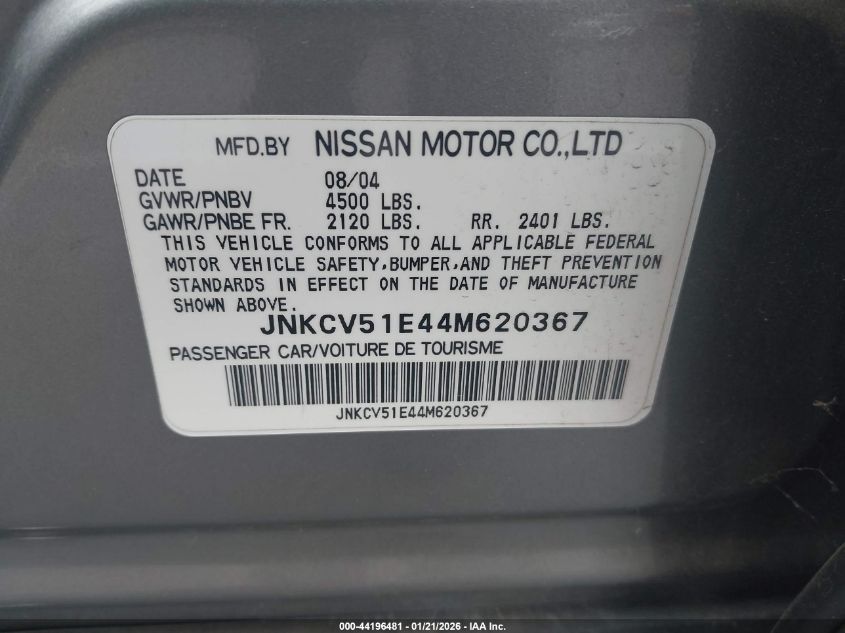 MFD.BY NISSAN MOTOR CO.,LTD
DATE 08/04
GVWR/PNBV 4500 LBS.
GAWR/PNBE FR. 2120 LBS. RR. 2401 LBS.
THIS VEHICLE CONFORMS TO ALL APPLICABLE FEDERAL
MOTOR VEHICLE SAFETY,BUMPER,AND THEFT PREVENTION
STANDARDS IN EFFECT ON THE DATE OF MANUFACTURE
SHOWN ABOVE.
JNKCV51E44M620367
PASSENGER CAR/VOITURE DE TOURISME
JNKCV51E44M620367
000-44196481 - 01/21/2026 - IAA Inc.